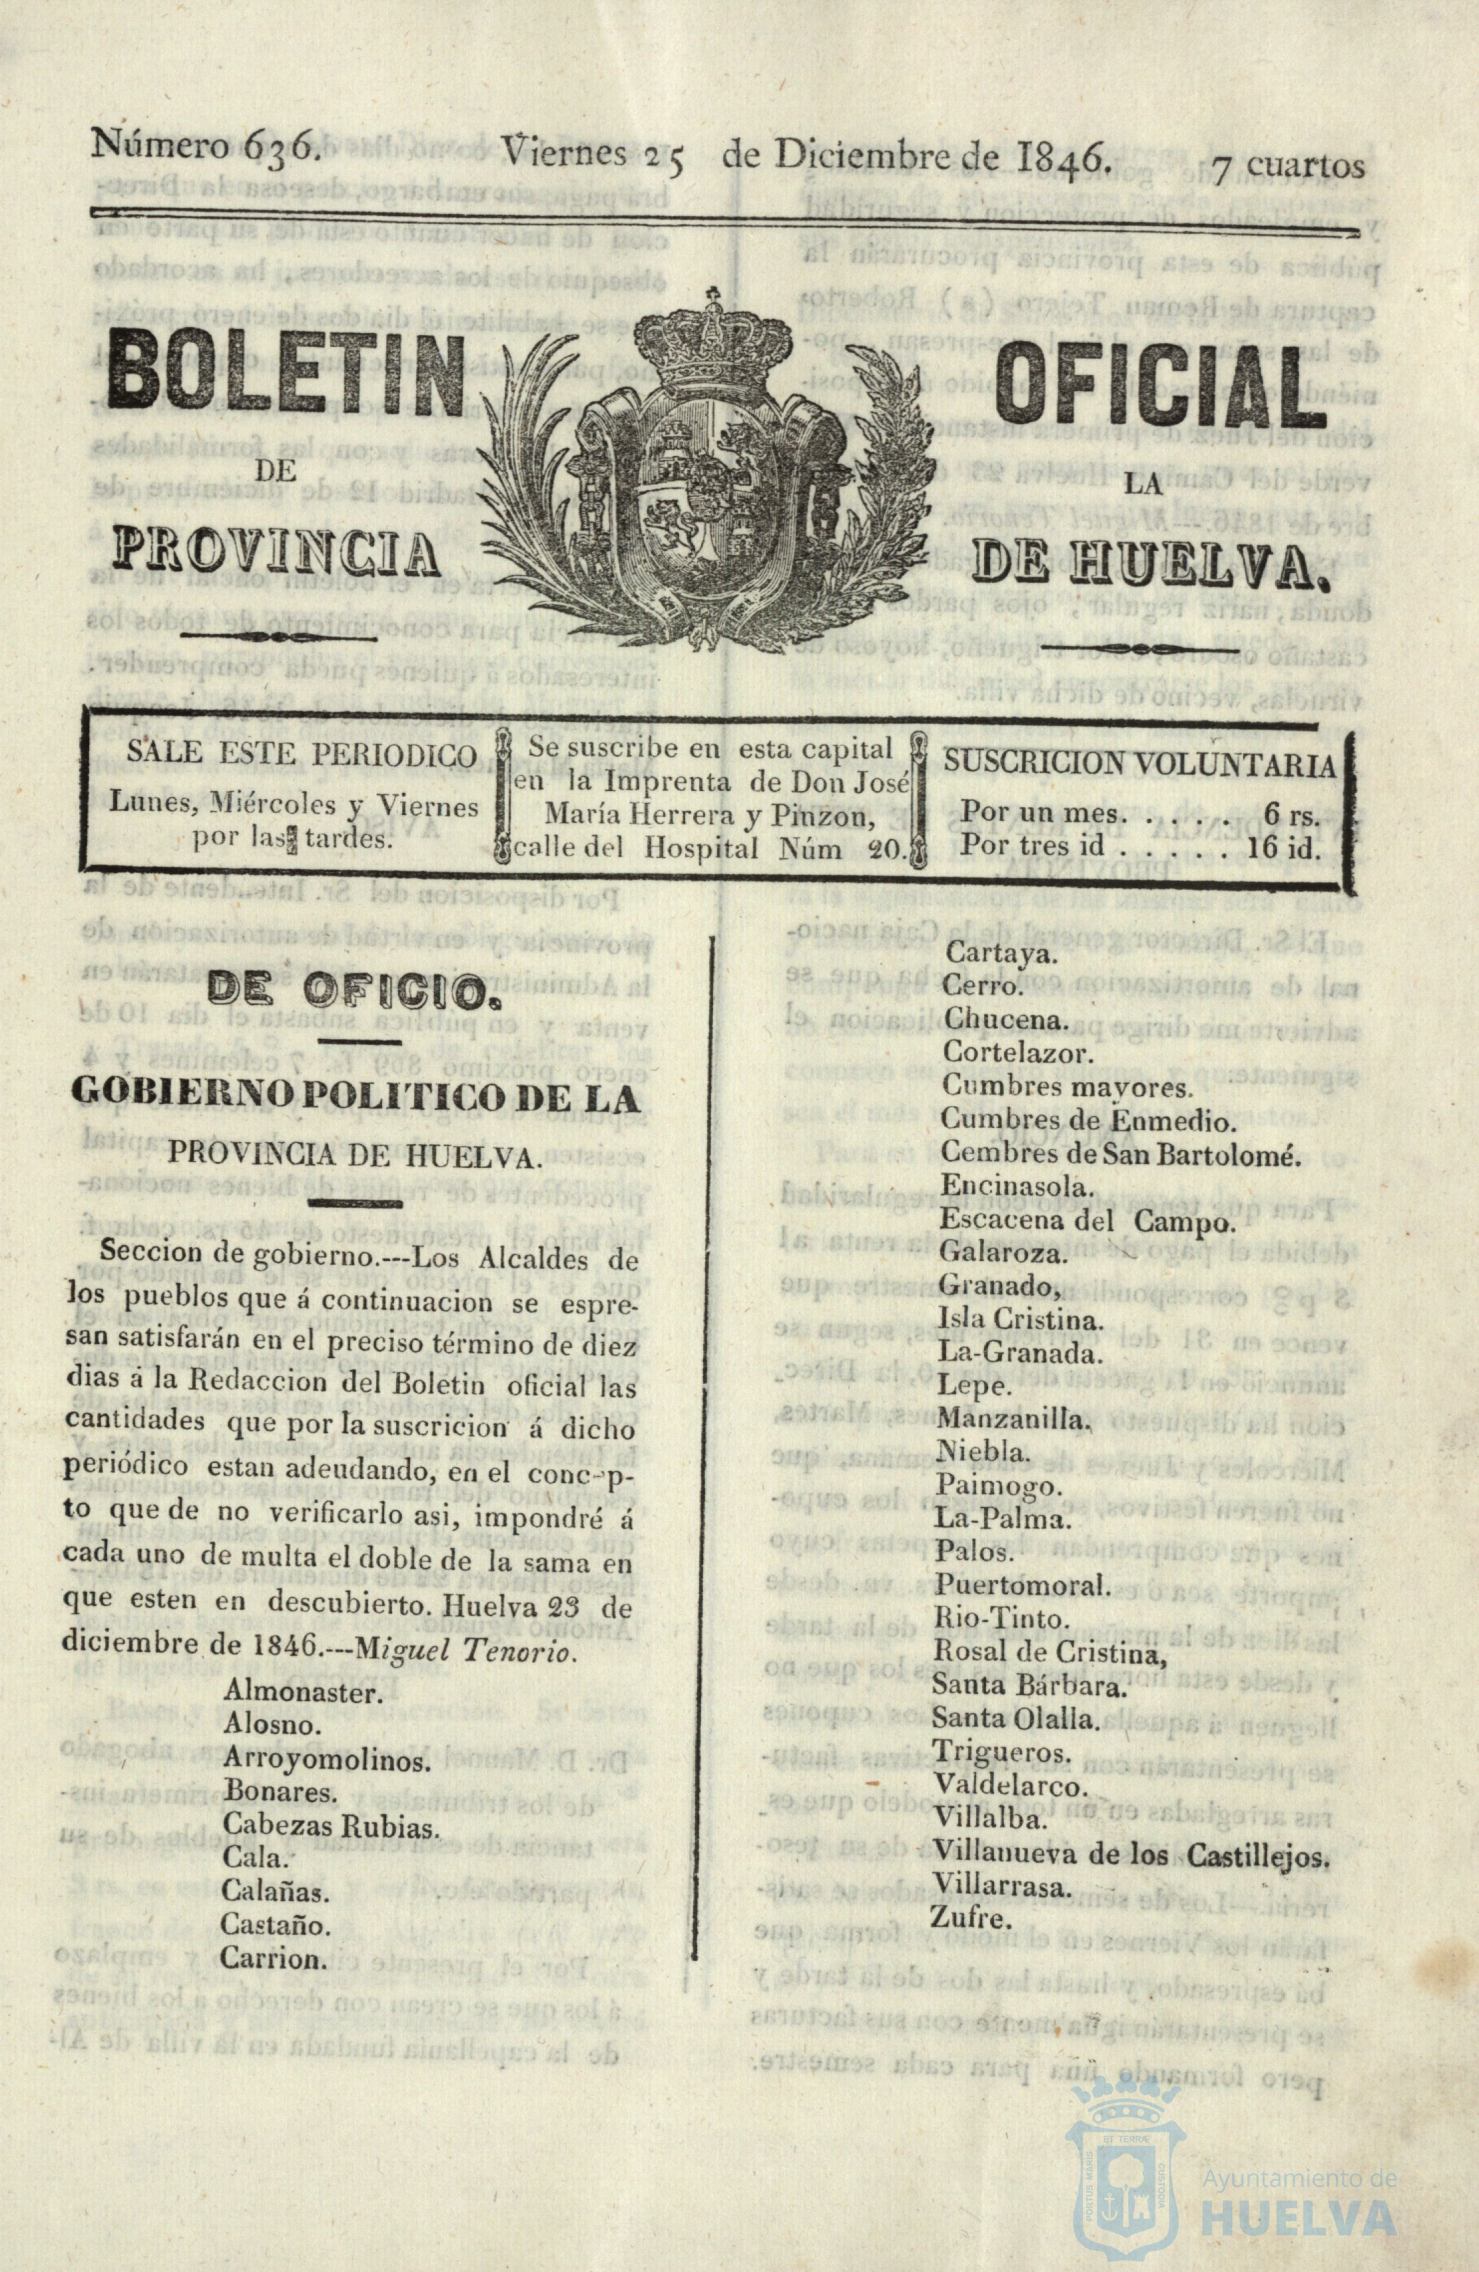 Número 636.
Viernes 25 de Diciembre de 1846.
7 cuartos
BOLETIN OFICIAL
DE LA
PROVINCIA DE HUELVA.
SALE ESTE PERIODICO
Lunes, Miércoles y Viernes
por las tardes.
Se suscribe en esta capital
en la Imprenta de Don José
María Herrera y Pinzon,
calle del Hospital Núm 20.
SUSCRICION VOLUNTARIA
Por un mes. . . . . . 6 rs.
Por tres id . . . . . 16 id.
DE OFICIO.
GOBIERNO POLITICO DE LA
PROVINCIA DE HUELVA.
Seccion de gobierno.---Los Alcaldes de
los pueblos que á continuacion se espre-
san satisfarán en el preciso término de diez
dias á la Redaccion del Boletin oficial las
cantidades que por la suscricion á dicho
periódico estan adeudando, en el conc-p-
to que de no verificarlo asi, impondré á
cada uno de multa el doble de la sama en
que esten en descubierto. Huelva 23 de
diciembre de 1846.---Miguel Tenorio.
Almonaster.
Alosno.
Arroyomolinos.
Bonares.
Cabezas Rubias.
Cala.
Calañas.
Castaño.
Carrion.
Cartaya.
Cerro.
Chucena.
Cortelazor.
Cumbres mayores.
Cumbres de Enmedio.
Cembres de San Bartolomé.
Encinasola.
Escacena del Campo.
Galaroza.
Granado,
Isla Cristina.
La-Granada.
Lepe.
Manzanilla.
Niebla.
Paimogo.
La-Palma.
Palos.
Puertomoral.
Rio-Tinto.
Rosal de Cristina,
Santa Bárbara.
Santa Olalla.
Trigueros.
Valdelarco.
Villalba.
Villanueva de los Castillejos.
Villarrasa.
Zufre.
PORTUS MARIS
ET TERRÆ
CUSTODIA
Ayuntamiento de
HUELVA